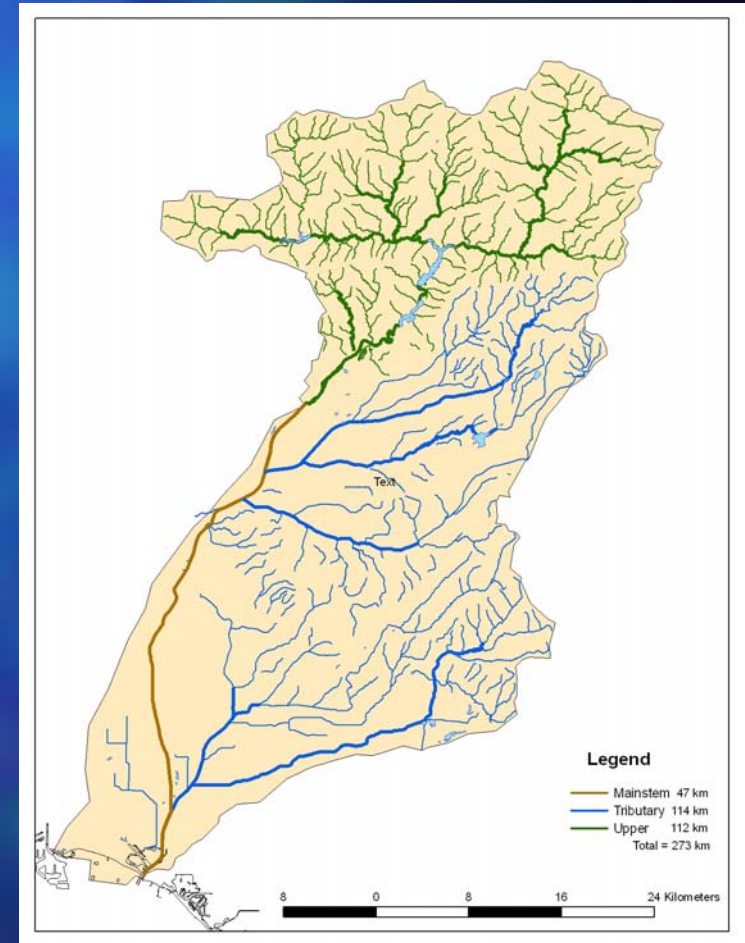 Text
Legend
Mainstem 47 km
Tributary 114 km
Upper 112 km
Total = 273 km
8 0 8 16 24 Kilometers